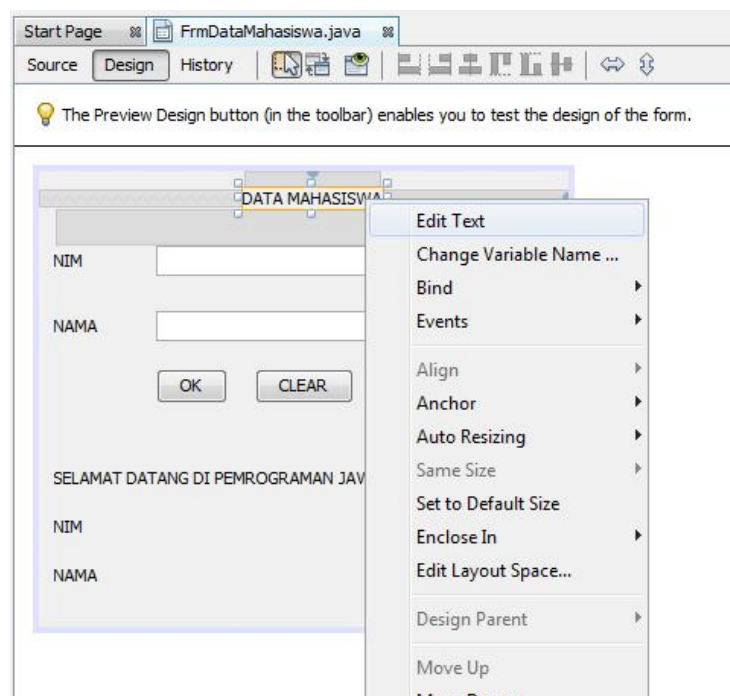 Start Page FrmDataMahasiswa.java
Source Design History
The Preview Design button (in the toolbar) enables you to test the design of the form.
DATA MAHASISWA
NIM
NAMA
OK CLEAR
SELAMAT DATANG DI PEMROGRAMAN JAV
NIM
NAMA
Edit Text
Change Variable Name ...
Bind
Events
Align
Anchor
Auto Resizing
Same Size
Set to Default Size
Enclose In
Edit Layout Space...
Design Parent
Move Up